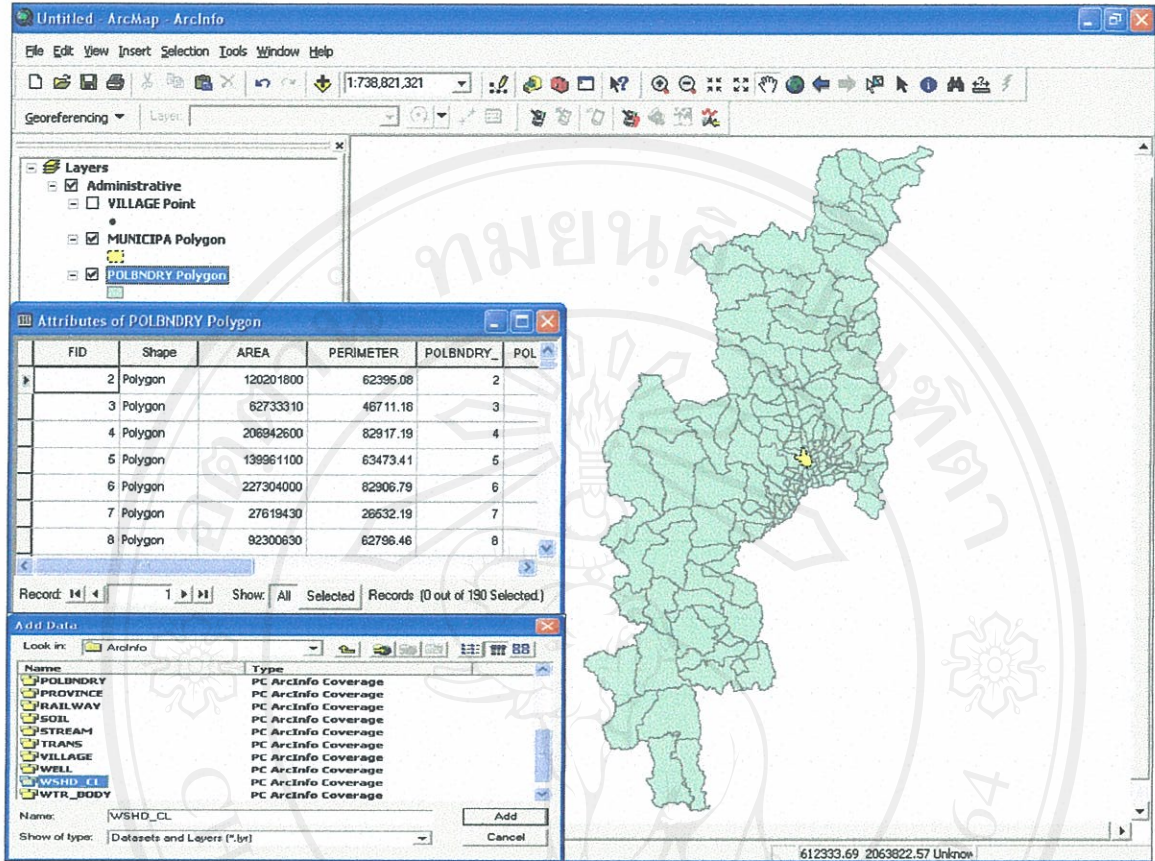 Untitled - ArcMap - ArcInfo
File Edit View Insert Selection Tools Window Help
1:738,821,321
Georeferencing Layer:
Layers
Administrative
VILLAGE Point
MUNICIPA Polygon
POLBNDRY Polygon
Attributes of POLBNDRY Polygon
FID Shape AREA PERIMETER POLBNDRY_ POL
2 Polygon 120201800 62395.08 2
3 Polygon 62733310 46711.18 3
4 Polygon 206942600 82917.19 4
5 Polygon 139961100 63473.41 5
6 Polygon 227304000 82906.79 6
7 Polygon 27619430 26532.19 7
8 Polygon 92300630 62796.46 8
Record: 1 Show: All Selected Records (0 out of 190 Selected.)
Add Data
Look in: ArcInfo
Name Type
POLBNDRY PC ArcInfo Coverage
PROVINCE PC ArcInfo Coverage
RAILWAY PC ArcInfo Coverage
SOIL PC ArcInfo Coverage
STREAM PC ArcInfo Coverage
TRANS PC ArcInfo Coverage
VILLAGE PC ArcInfo Coverage
WELL PC ArcInfo Coverage
WSHD_CL PC ArcInfo Coverage
WTR_BODY PC ArcInfo Coverage
Name: WSHD_CL Add
Show of type: Datasets and Layers (*.lyr) Cancel
612333.69 2063822.57 Unknow
ทมยนฺติ
64